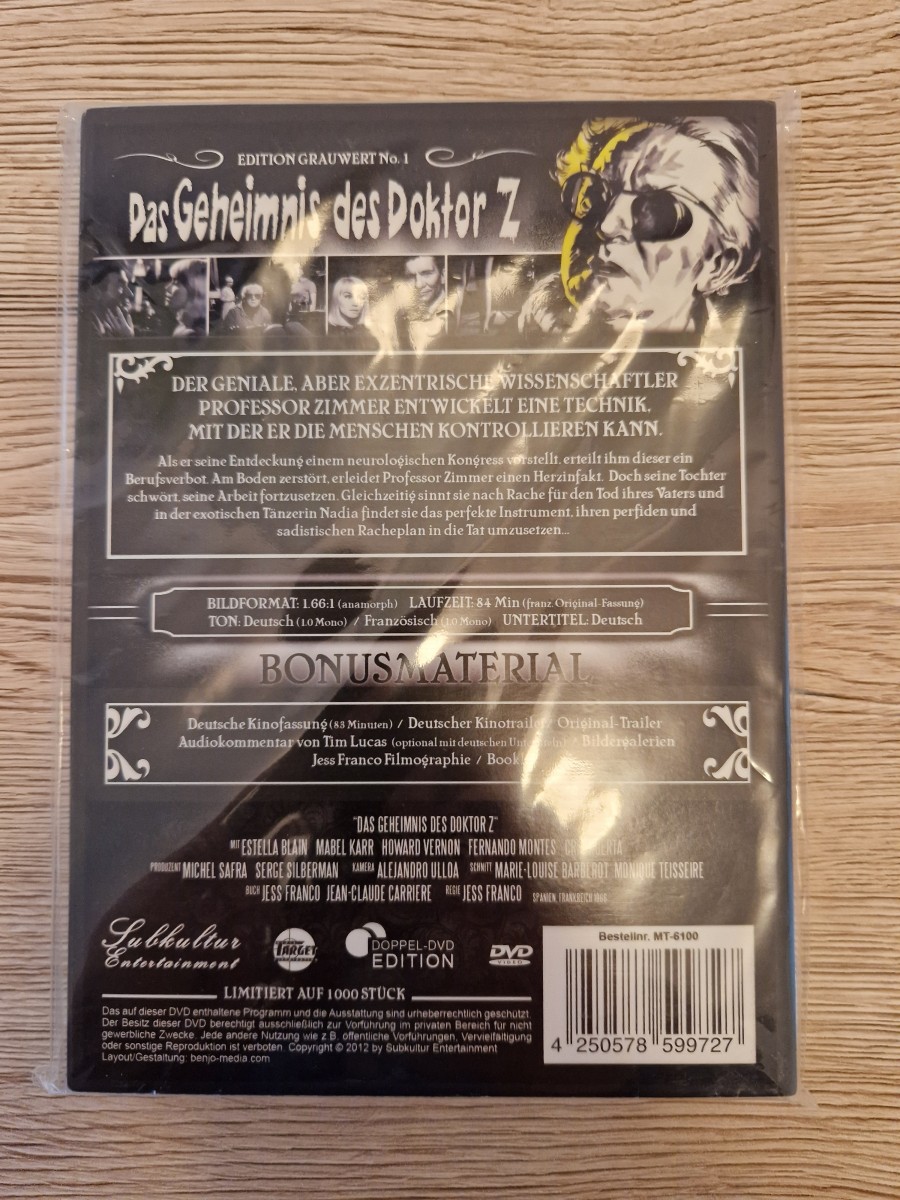 EDITION GRAUWERT No. 1
Das Geheimnis des Doktor Z
DER GENIALE, ABER EXZENTRISCHE WISSENSCHAFTLER
PROFESSOR ZIMMER ENTWICKELT EINE TECHNIK,
MIT DER ER DIE MENSCHEN KONTROLLIEREN KANN.
Als er seine Entdeckung einem neurologischen Kongress vorstellt, erteilt ihm dieser ein
Berufsverbot. Am Boden zerstört, erleidet Professor Zimmer einen Herzinfakt. Doch seine Tochter
schwört, seine Arbeit fortzusetzen. Gleichzeitig sinnt sie nach Rache für den Tod ihres Vaters und
in der exotischen Tänzerin Nadia findet sie das perfekte Instrument, ihren perfiden und
sadistischen Racheplan in die Tat umzusetzen...
BILDFORMAT: 1.66:1 (anamorph) LAUFZEIT: 84 Min (franz. Original-Fassung)
TON: Deutsch (1.0 Mono) / Französisch (1.0 Mono) UNTERTITEL: Deutsch
BONUSMATERIAL
Deutsche Kinofassung (83 Minuten) / Deutscher Kinotrailer / Original-Trailer
Audiokommentar von Tim Lucas (optional mit deutschen / Bildergalerien
Jess Franco Filmographie /
"DAS GEHEIMNIS DES DOKTOR Z"
MIT ESTELLA BLAIN MABEL KARR HOWARD VERNON FERNANDO MONTES
PRODUZENT MICHEL SAFRA SERGE SILBERMAN KAMERA ALEJANDRO ULLOA SCHNITT MARIE-LOUISE BARBEROT MONIQUE TEISSEIRE
BUCH JESS FRANCO JEAN-CLAUDE CARRIERE REGIE JESS FRANCO SPANIEN, FRANKREICH 1966
Subkultur
Entertainment
TARGET
DOPPEL-DVD
EDITION
DVD
VIDEO
LIMITIERT AUF 1000 STÜCK
Das auf dieser DVD enthaltene Programm und die Ausstattung sind urheberrechtlich geschützt.
Der Besitz dieser DVD berechtigt ausschließlich zur Vorführung im privaten Bereich für nicht
gewerbliche Zwecke. Jede andere Nutzung wie z.B. öffentliche Vorführungen, Vervielfältigung
oder sonstige Reproduktion ist verboten. Copyright © 2012 by Subkultur Entertainment
Layout/Gestaltung: benjo-media.com
Bestellnr. MT-6100
4 250578 599727